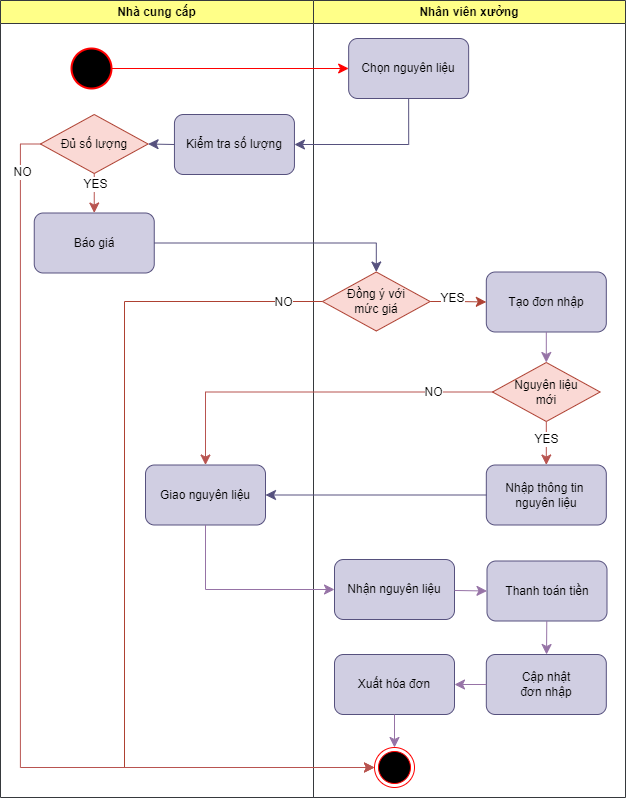 Nhà cung cấp
Nhân viên xưởng
Chọn nguyên liệu
Đủ số lượng
Kiểm tra số lượng
NO
YES
Báo giá
Đồng ý với
mức giá
NO
YES
Tạo đơn nhập
Nguyên liệu
mới
NO
YES
Giao nguyên liệu
Nhập thông tin
nguyên liệu
Nhận nguyên liệu
Thanh toán tiền
Xuất hóa đơn
Cập nhật
đơn nhập